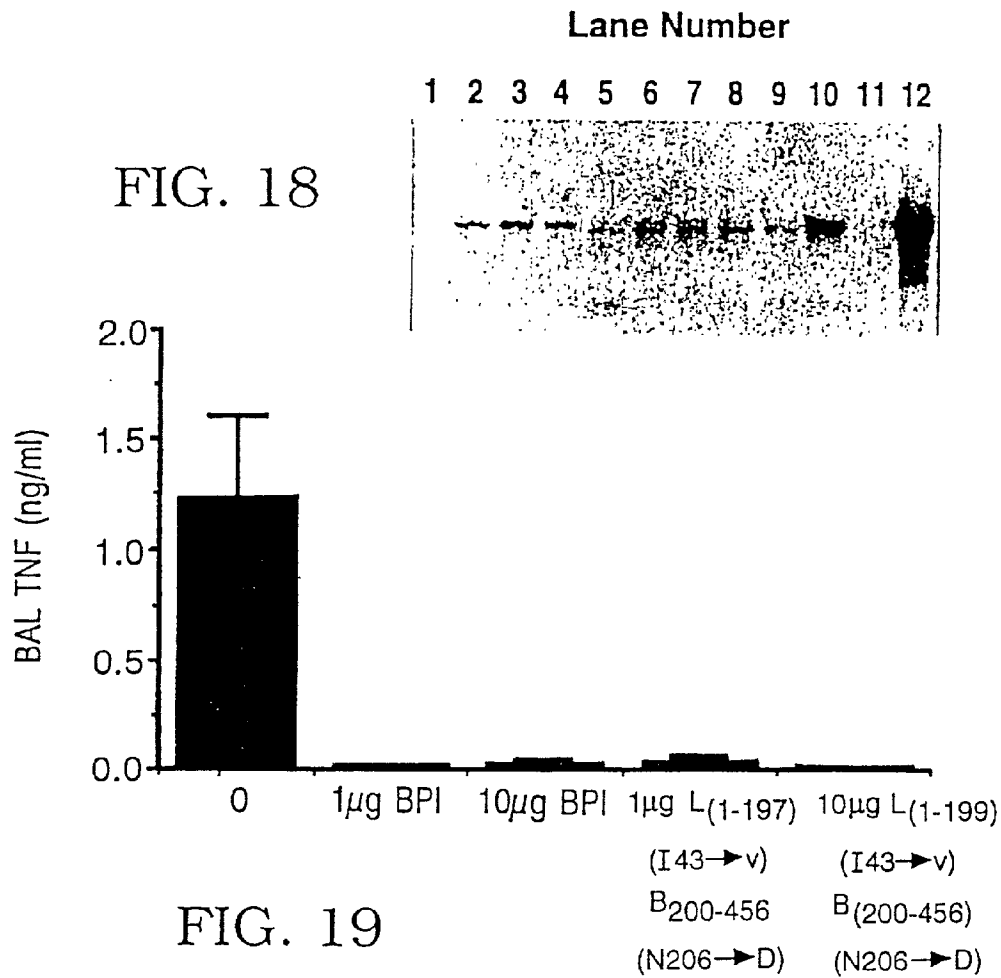 Lane Number
1 2 3 4 5 6 7 8 9 10 11 12
FIG. 18
2.0
1.5
1.0
0.5
0.0
BAL TNF (ng/ml)
0 1μg BPI 10μg BPI 1μg L(1-197) 10μg L(1-199)
(I43→v) (I43→v)
B200-456 B(200-456)
(N206→D) (N206→D)
FIG. 19